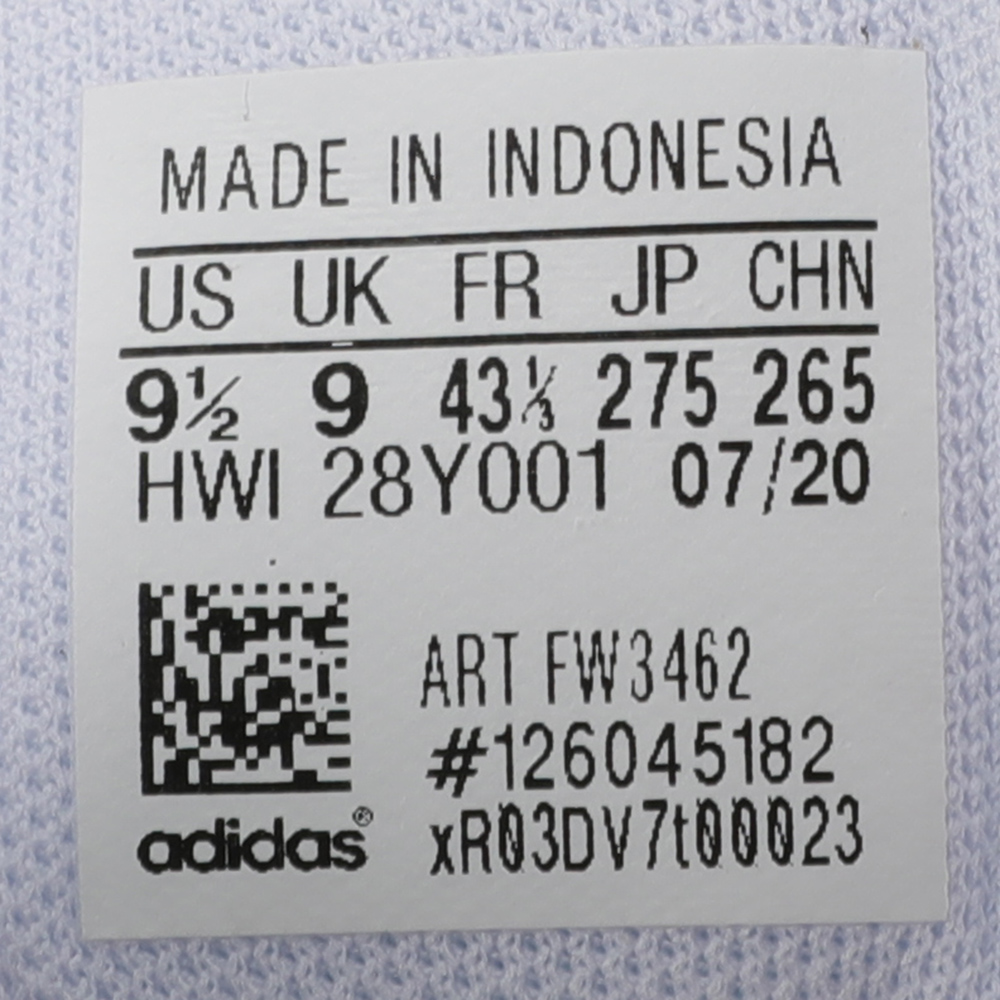 MADE IN INDONESIA
US UK FR JP CHN
9½ 9 43⅓ 275 265
HWI 28Y001 07/20
ART FW3462
#126045182
adidas® xR03DV7t00023